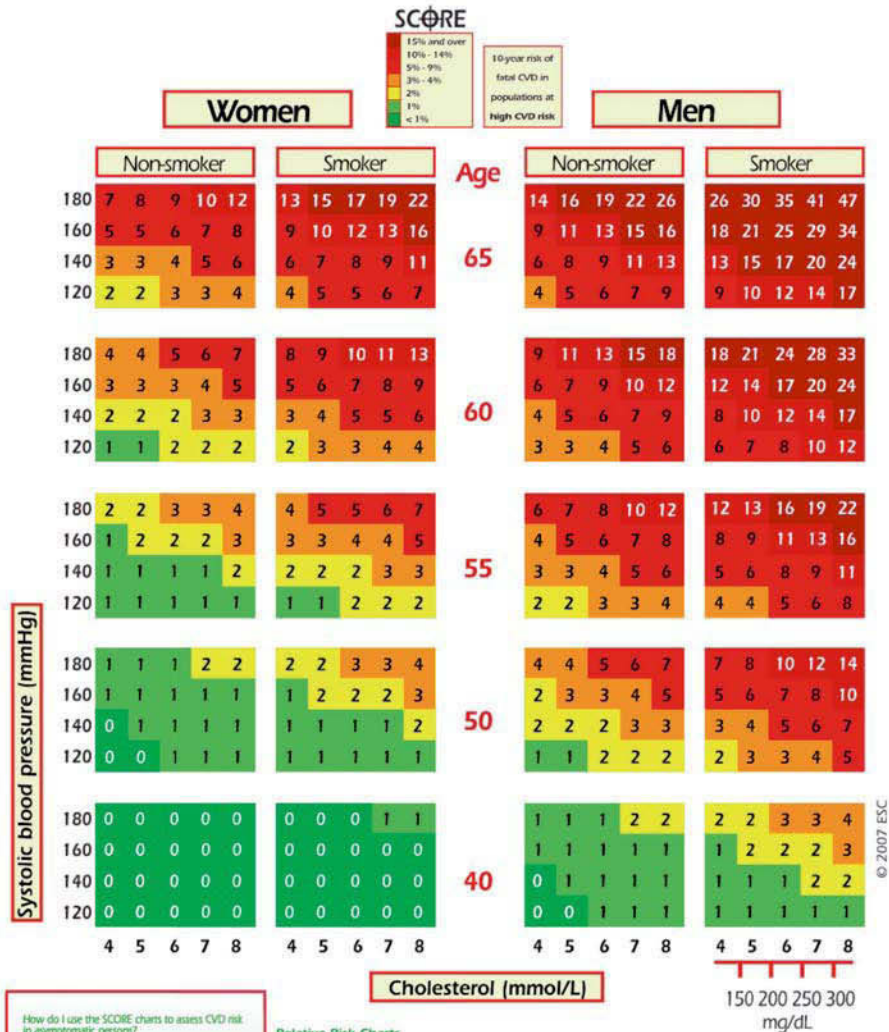 SCORE
15% and over
10% - 14%
5% - 9%
3% - 4%
2%
1%
< 1%
10-year risk of
fatal CVD in
populations at
high CVD risk
Women
Men
Non-smoker Smoker Age Non-smoker Smoker
180 7 8 9 10 12 13 15 17 19 22 14 16 19 22 26 26 30 35 41 47
160 5 5 6 7 8 9 10 12 13 16 9 11 13 15 16 18 21 25 29 34
140 3 3 4 5 6 6 7 8 9 11 65 6 8 9 11 13 13 15 17 20 24
120 2 2 3 3 4 4 5 5 6 7 4 5 6 7 9 9 10 12 14 17
180 4 4 5 6 7 8 9 10 11 13 9 11 13 15 18 18 21 24 28 33
160 3 3 3 4 5 5 6 7 8 9 6 7 9 10 12 12 14 17 20 24
140 2 2 2 3 3 3 4 5 5 6 60 4 5 6 7 9 8 10 12 14 17
120 1 1 2 2 2 2 3 3 4 4 3 3 4 5 6 6 7 8 10 12
180 2 2 3 3 4 4 5 5 6 7 6 7 8 10 12 12 13 16 19 22
160 1 2 2 2 3 3 3 4 4 5 4 5 6 7 8 8 9 11 13 16
140 1 1 1 1 2 2 2 2 3 3 55 3 3 4 5 6 5 6 8 9 11
120 1 1 1 1 1 1 1 2 2 2 2 2 3 3 4 4 4 5 6 8
180 1 1 1 2 2 2 2 3 3 4 4 4 5 6 7 7 8 10 12 14
160 1 1 1 1 1 1 2 2 2 3 2 3 3 4 5 5 6 7 8 10
140 0 1 1 1 1 1 1 1 1 2 50 2 2 2 3 3 3 4 5 6 7
120 0 0 1 1 1 1 1 1 1 1 1 1 2 2 2 2 3 3 4 5
180 0 0 0 0 0 0 0 0 1 1 1 1 1 2 2 2 2 3 3 4
160 0 0 0 0 0 0 0 0 0 0 1 1 1 1 1 1 2 2 2 3
140 0 0 0 0 0 0 0 0 0 0 40 0 1 1 1 1 1 1 1 2 2
120 0 0 0 0 0 0 0 0 0 0 0 0 1 1 1 1 1 1 1 1
4 5 6 7 8 4 5 6 7 8 4 5 6 7 8 4 5 6 7 8
Systolic blood pressure (mmHg)
Cholesterol (mmol/L)
150 200 250 300
mg/dL
© 2007 ESC
How do I use the SCORE charts to assess CVD risk
in asymptomatic persons?
Relative Risk Charts